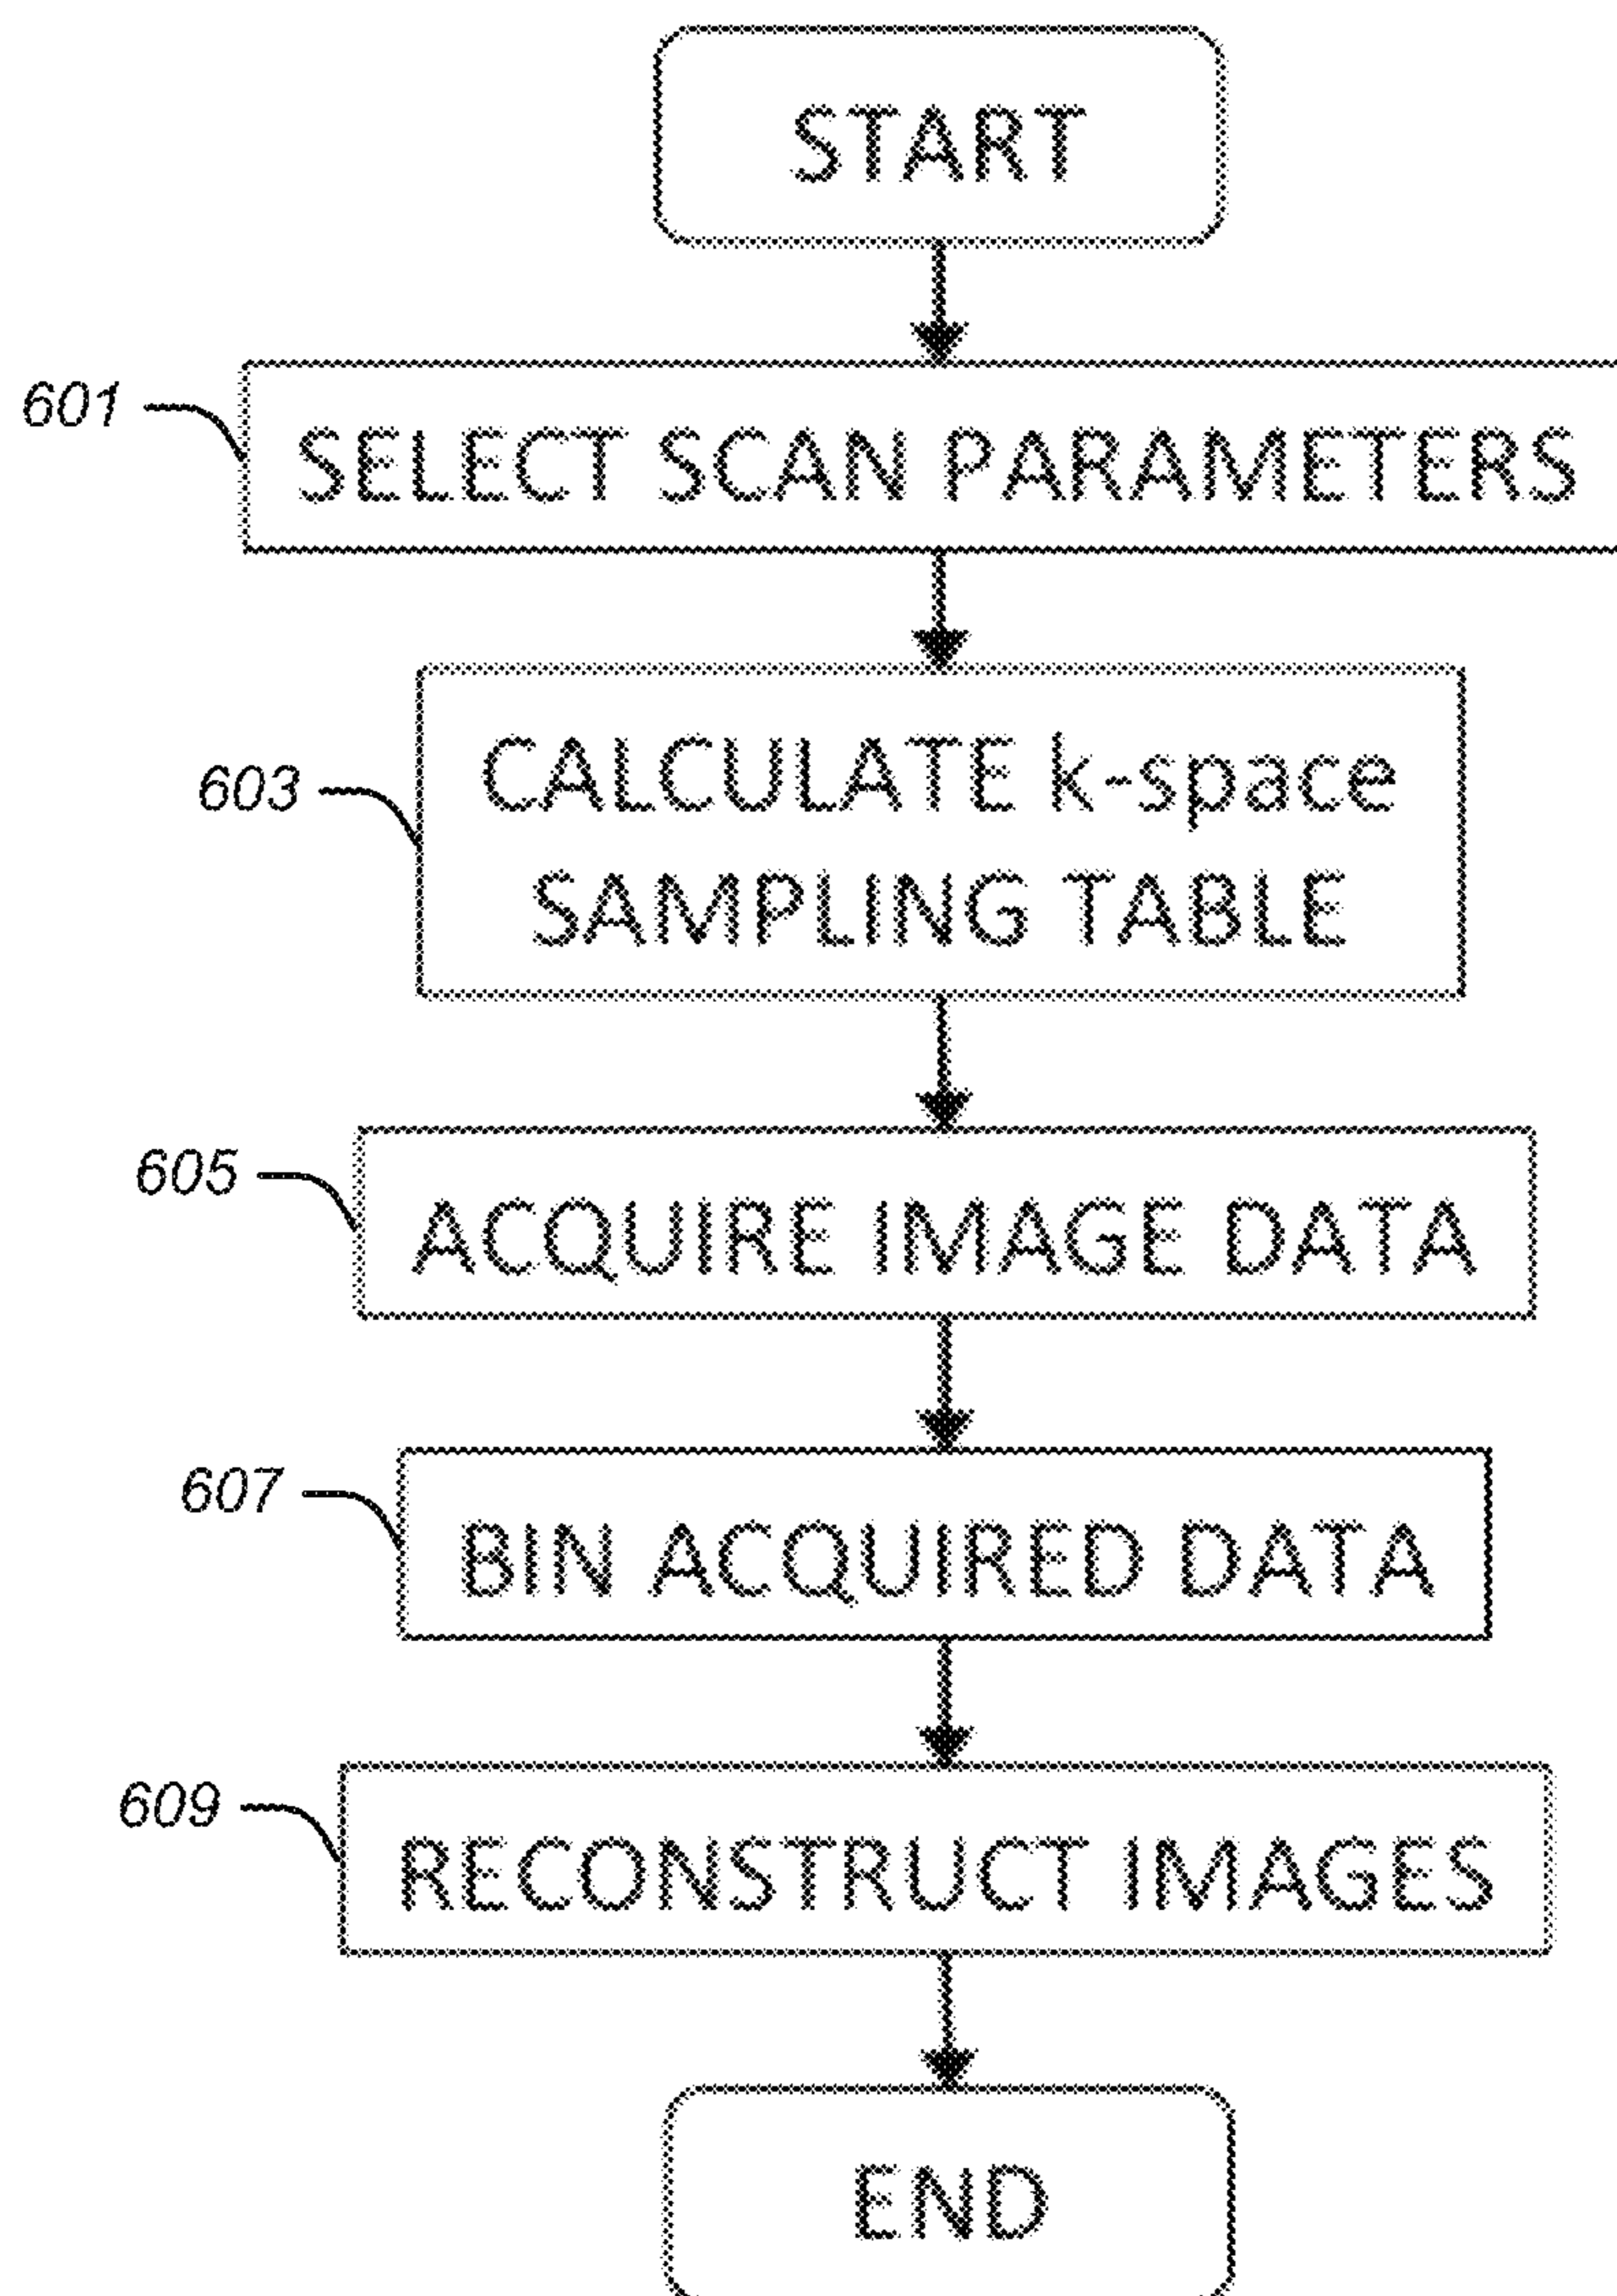 START
601
SELECT SCAN PARAMETERS
603
CALCULATE k-space
SAMPLING TABLE
605
ACQUIRE IMAGE DATA
607
BIN ACQUIRED DATA
609
RECONSTRUCT IMAGES
END